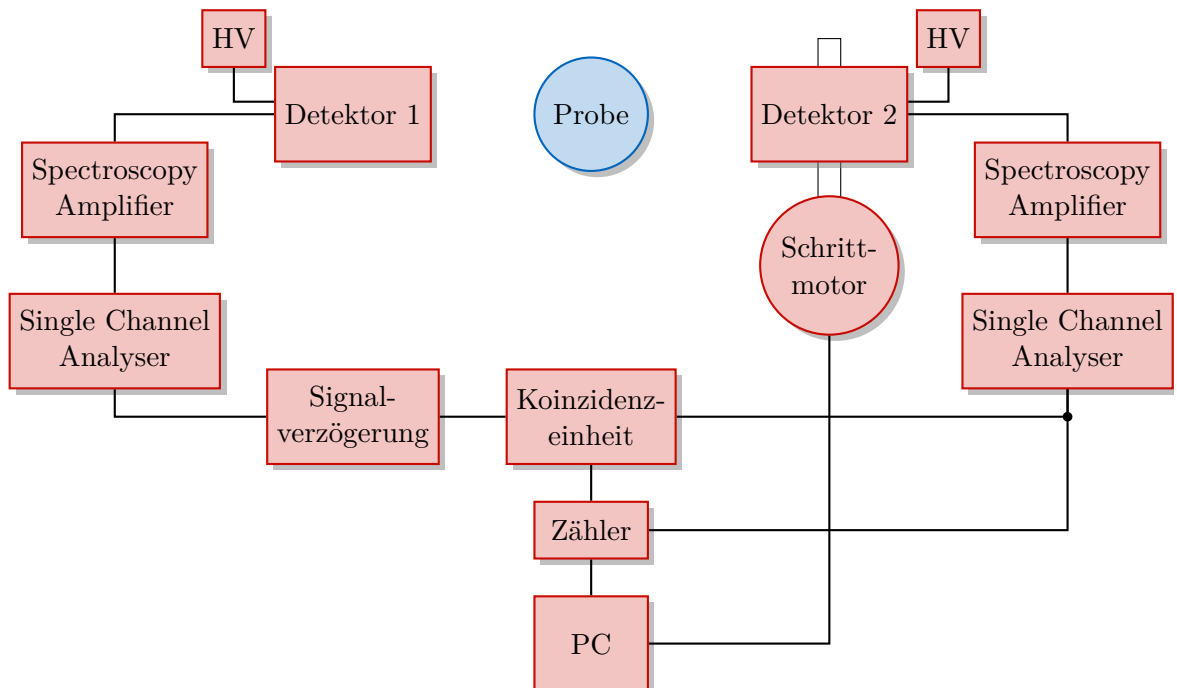 HV
HV
Detektor 1
Probe
Detektor 2
Spectroscopy
Amplifier
Spectroscopy
Amplifier
Schritt-
motor
Single Channel
Analyser
Single Channel
Analyser
Signal-
verzögerung
Koinzidenz-
einheit
Zähler
PC